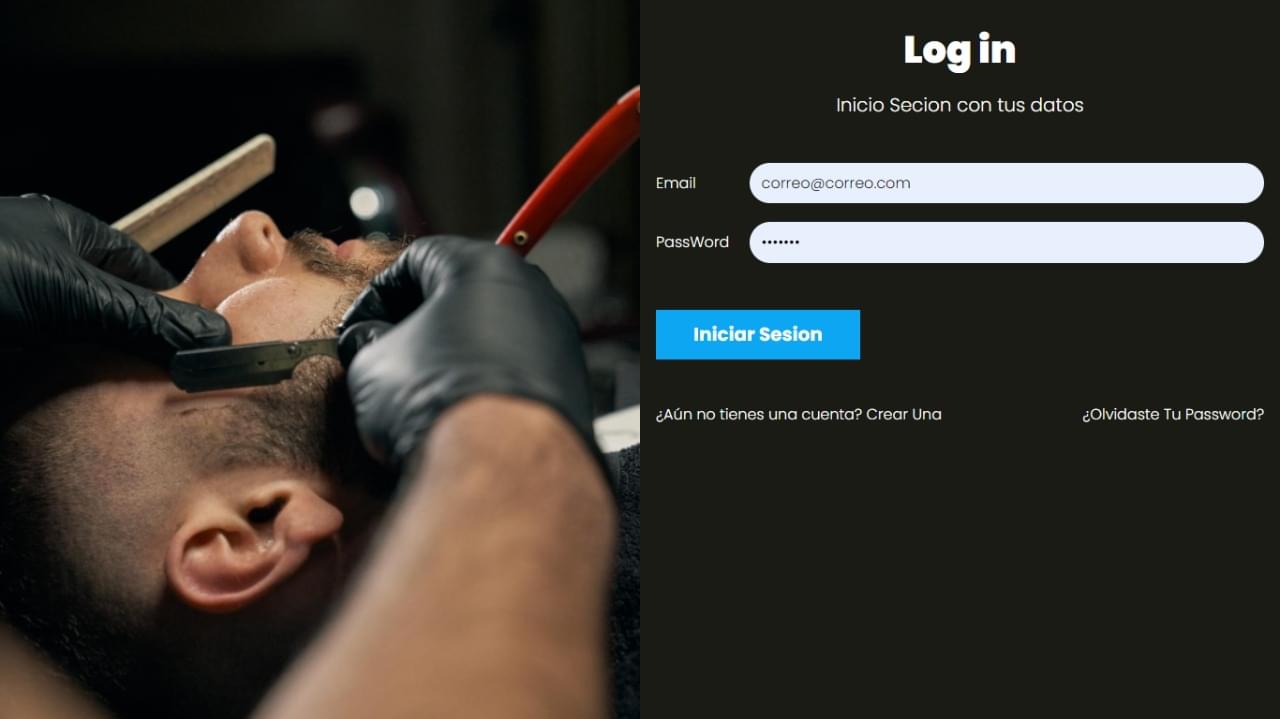 Log in
Inicio Secion con tus datos
Email correo@correo.com
PassWord •••••••
Iniciar Sesion
¿Aún no tienes una cuenta? Crear Una ¿Olvidaste Tu Password?